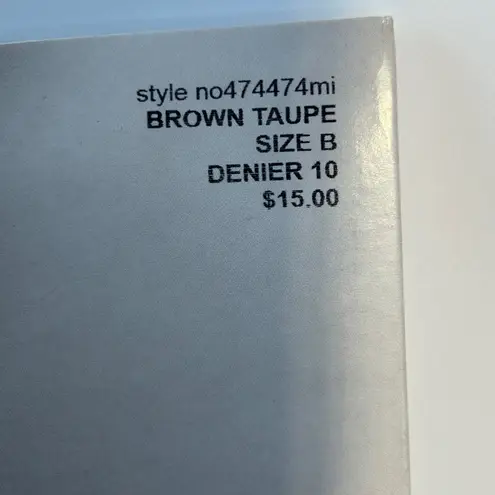 style no474474mi
BROWN TAUPE
SIZE B
DENIER 10
$15.00